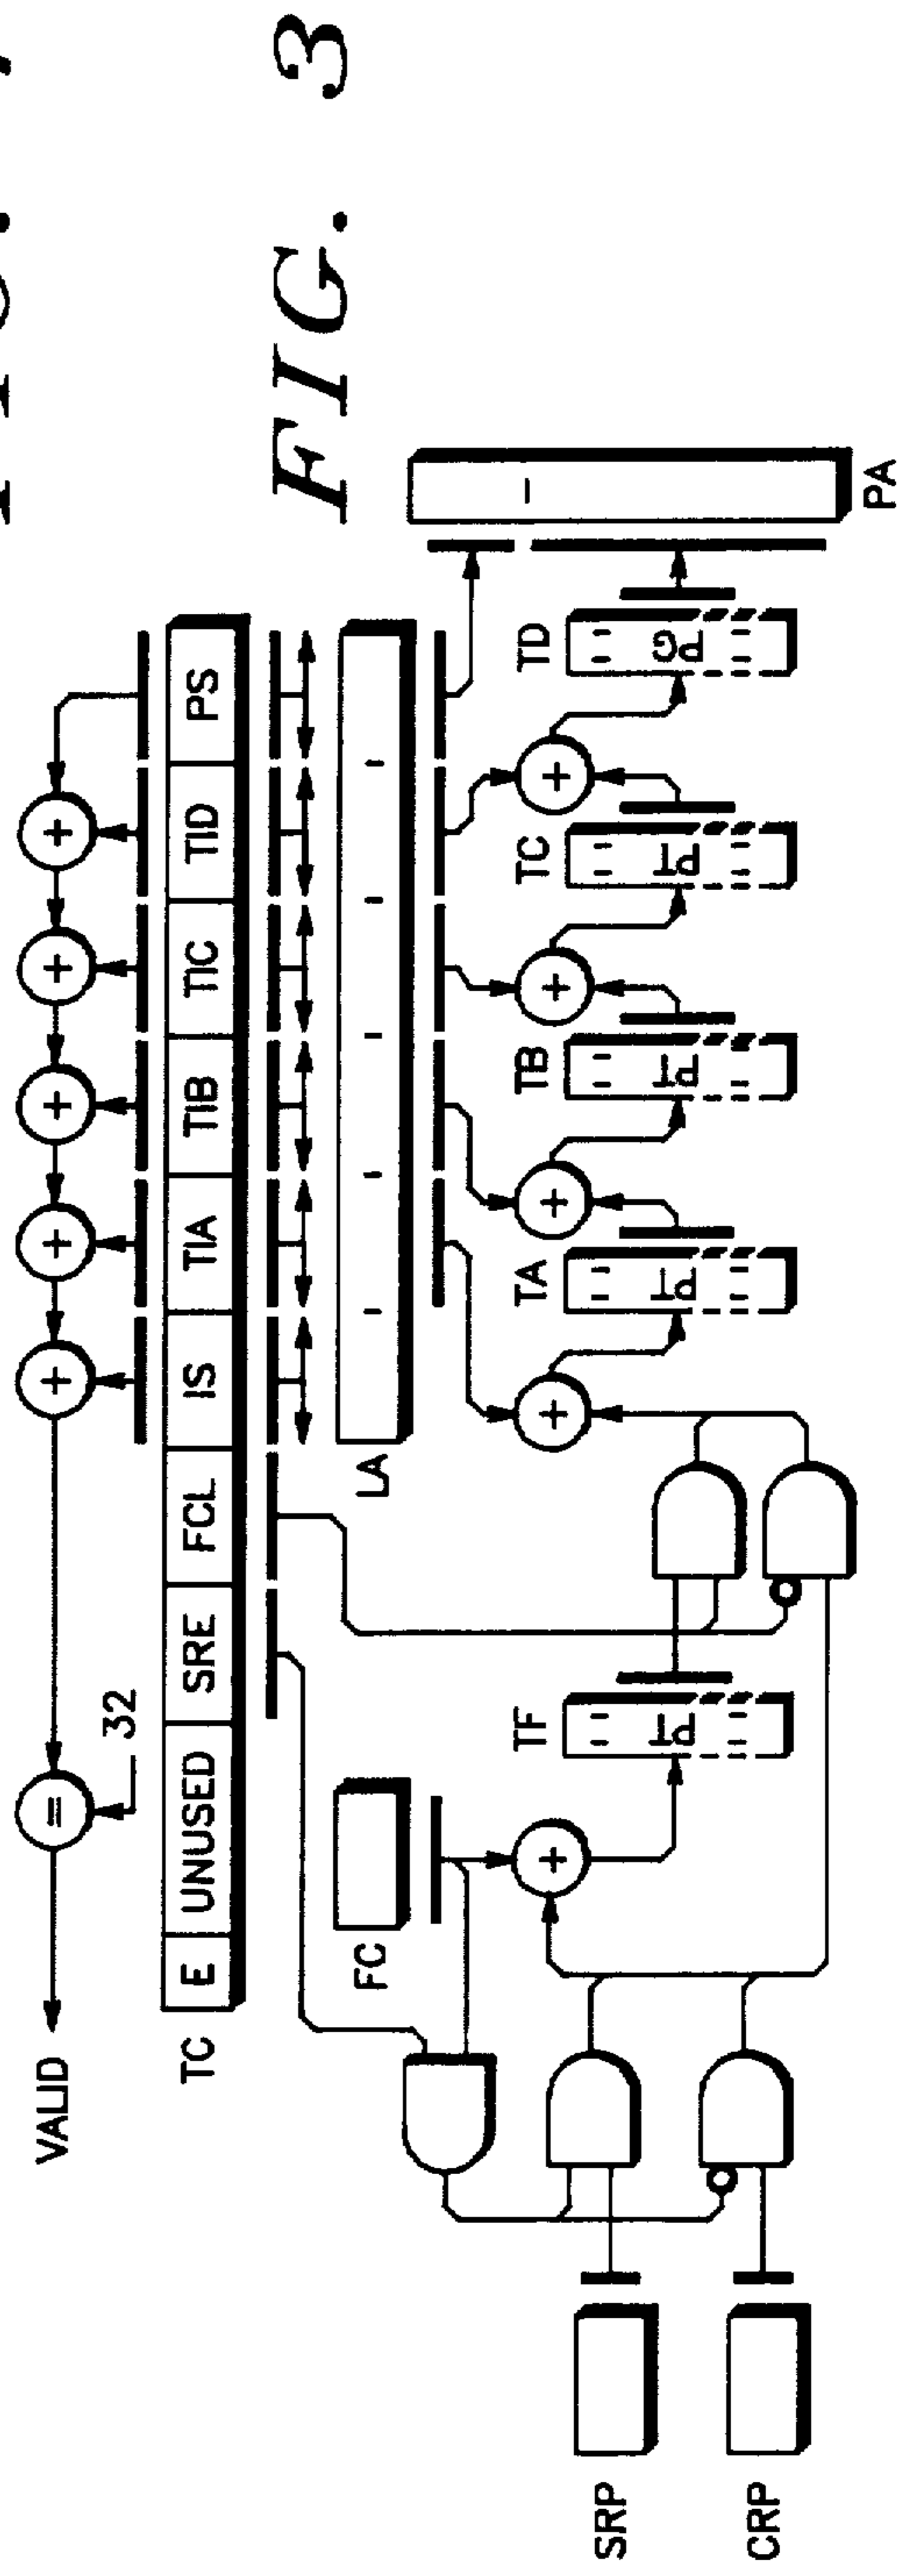 FIG. 3
VALID
+
+
+
+
+
=
32
TC
E UNUSED SRE FCL IS TIA TIB TIC TID PS
FC
LA
+
+
+
+
+
TF
TA
TB
TC
TD
PT
PT
PT
PT
PG
PA
SRP
CRP